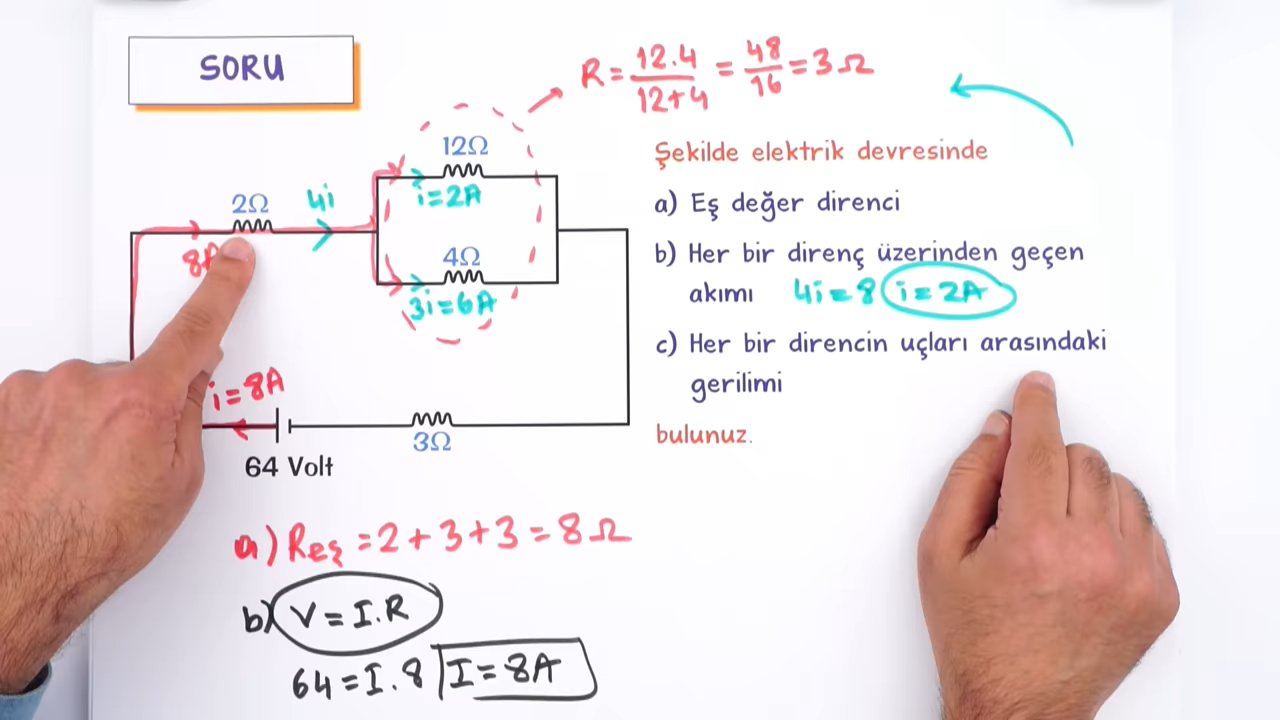 SORU
R = 12.4 / 12+4 = 48 / 16 = 3 Ω
Şekilde elektrik devresinde
a) Eş değer direnci
b) Her bir direnç üzerinden geçen
akımı 4i = 8 i = 2A
c) Her bir direncin uçları arasındaki
gerilimi
bulunuz.
12Ω
i = 2A
2Ω
4i
8A
4Ω
3i = 6A
i = 8A
64 Volt
3Ω
a) Reş = 2 + 3 + 3 = 8 Ω
b) V = I.R
64 = I.8 I = 8A